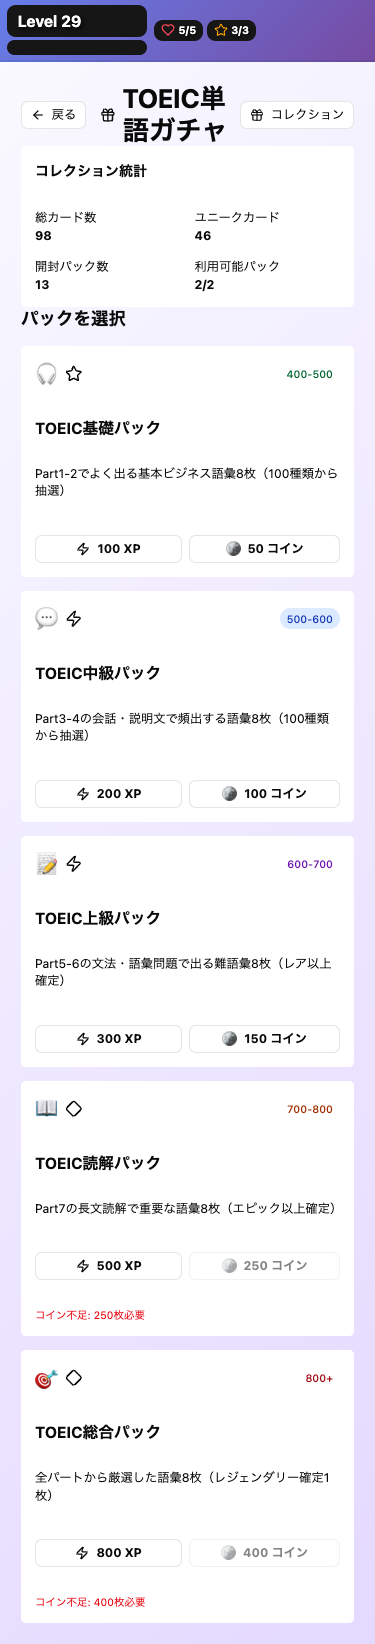 Level 29
5/5
3/3
戻る
TOEIC単
語ガチャ
コレクション
コレクション統計
総カード数
98
ユニークカード
46
開封パック数
13
利用可能パック
2/2
パックを選択
400-500
TOEIC基礎パック
Part1-2でよく出る基本ビジネス語彙8枚（100種類から
抽選）
100 XP
50 コイン
500-600
TOEIC中級パック
Part3-4の会話・説明文で頻出する語彙8枚（100種類
から抽選）
200 XP
100 コイン
600-700
TOEIC上級パック
Part5-6の文法・語彙問題で出る難語彙8枚（レア以上
確定）
300 XP
150 コイン
700-800
TOEIC読解パック
Part7の長文読解で重要な語彙8枚（エピック以上確定）
500 XP
250 コイン
コイン不足: 250枚必要
800+
TOEIC総合パック
全パートから厳選した語彙8枚（レジェンダリー確定1
枚）
800 XP
400 コイン
コイン不足: 400枚必要